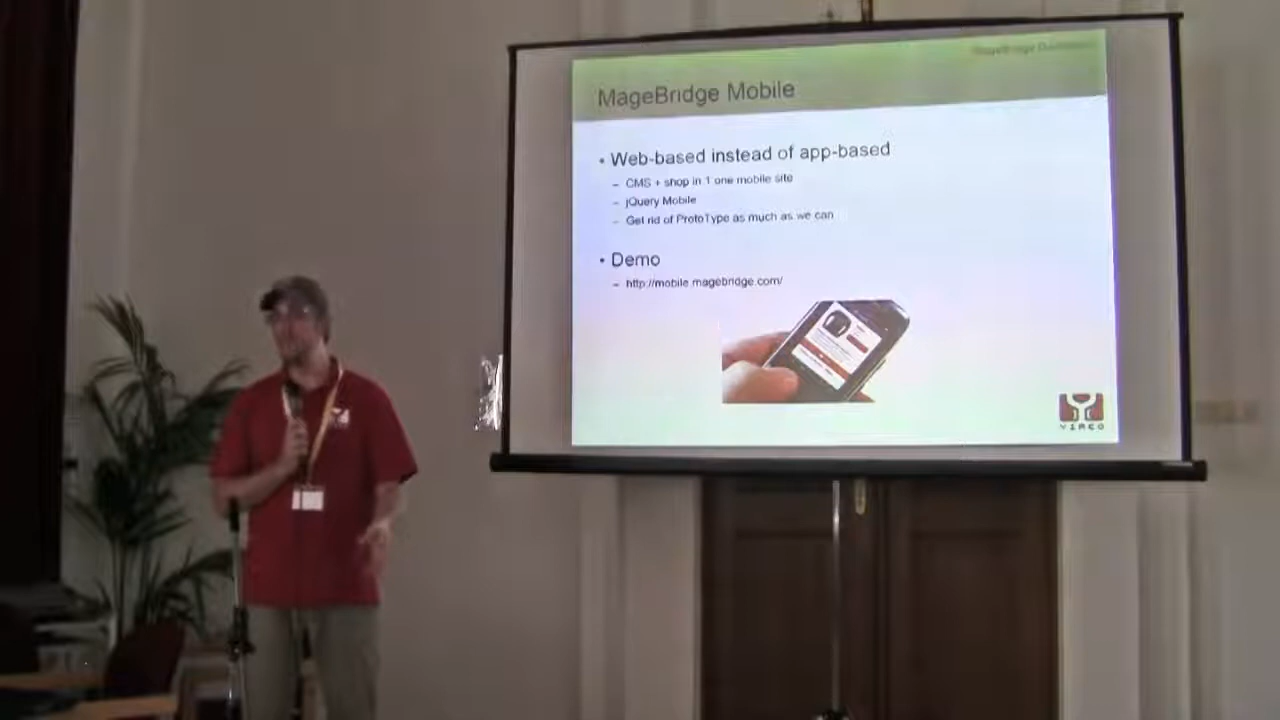 MageBridge Mobile
• Web-based instead of app-based
– CMS + shop in 1 one mobile site
– jQuery Mobile
– Get rid of ProtoType as much as we can
• Demo
– http://mobile.magebridge.com/
YIREO